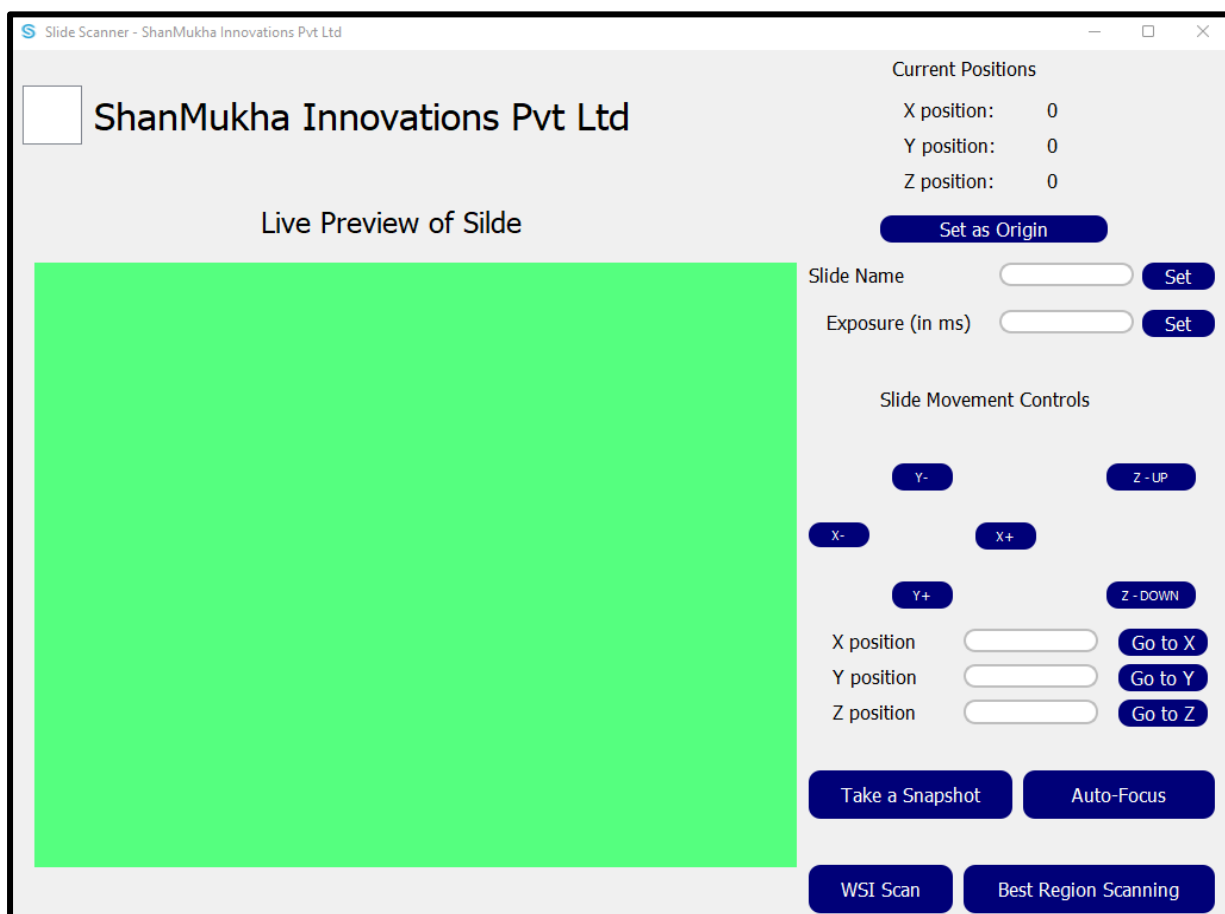 Slide Scanner - ShanMukha Innovations Pvt Ltd
ShanMukha Innovations Pvt Ltd
Live Preview of Silde
Current Positions
X position: 0
Y position: 0
Z position: 0
Set as Origin
Slide Name Set
Exposure (in ms) Set
Slide Movement Controls
Y- Z - UP
X- X+
Y+ Z - DOWN
X position Go to X
Y position Go to Y
Z position Go to Z
Take a Snapshot Auto-Focus
WSI Scan Best Region Scanning